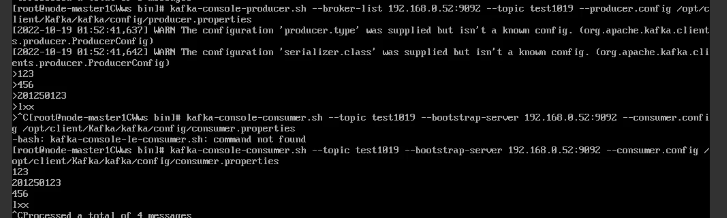 [root@node-master1CWws bin]# kafka-console-producer.sh --broker-list 192.168.0.52:9092 --topic test1019 --producer.config /opt/c
lient/Kafka/kafka/config/producer.properties
[2022-10-19 01:52:41,637] WARN The configuration 'producer.type' was supplied but isn't a known config. (org.apache.kafka.client
s.producer.ProducerConfig)
[2022-10-19 01:52:41,642] WARN The configuration 'serializer.class' was supplied but isn't a known config. (org.apache.kafka.cli
ents.producer.ProducerConfig)
>123
>456
>201250123
>lxx
>^C[root@node-master1CWws bin]# kafka-console-consumer.sh --topic test1019 --bootstrap-server 192.168.0.52:9092 --consumer.confi
g /opt/client/Kafka/kafka/config/consumer.properties
-bash: kafka-console-le-consumer.sh: command not found
[root@node-master1CWws bin]# kafka-console-consumer.sh --topic test1019 --bootstrap-server 192.168.0.52:9092 --consumer.config /
opt/client/Kafka/kafka/config/consumer.properties
123
201250123
456
lxx
^CProcessed a total of 4 messages